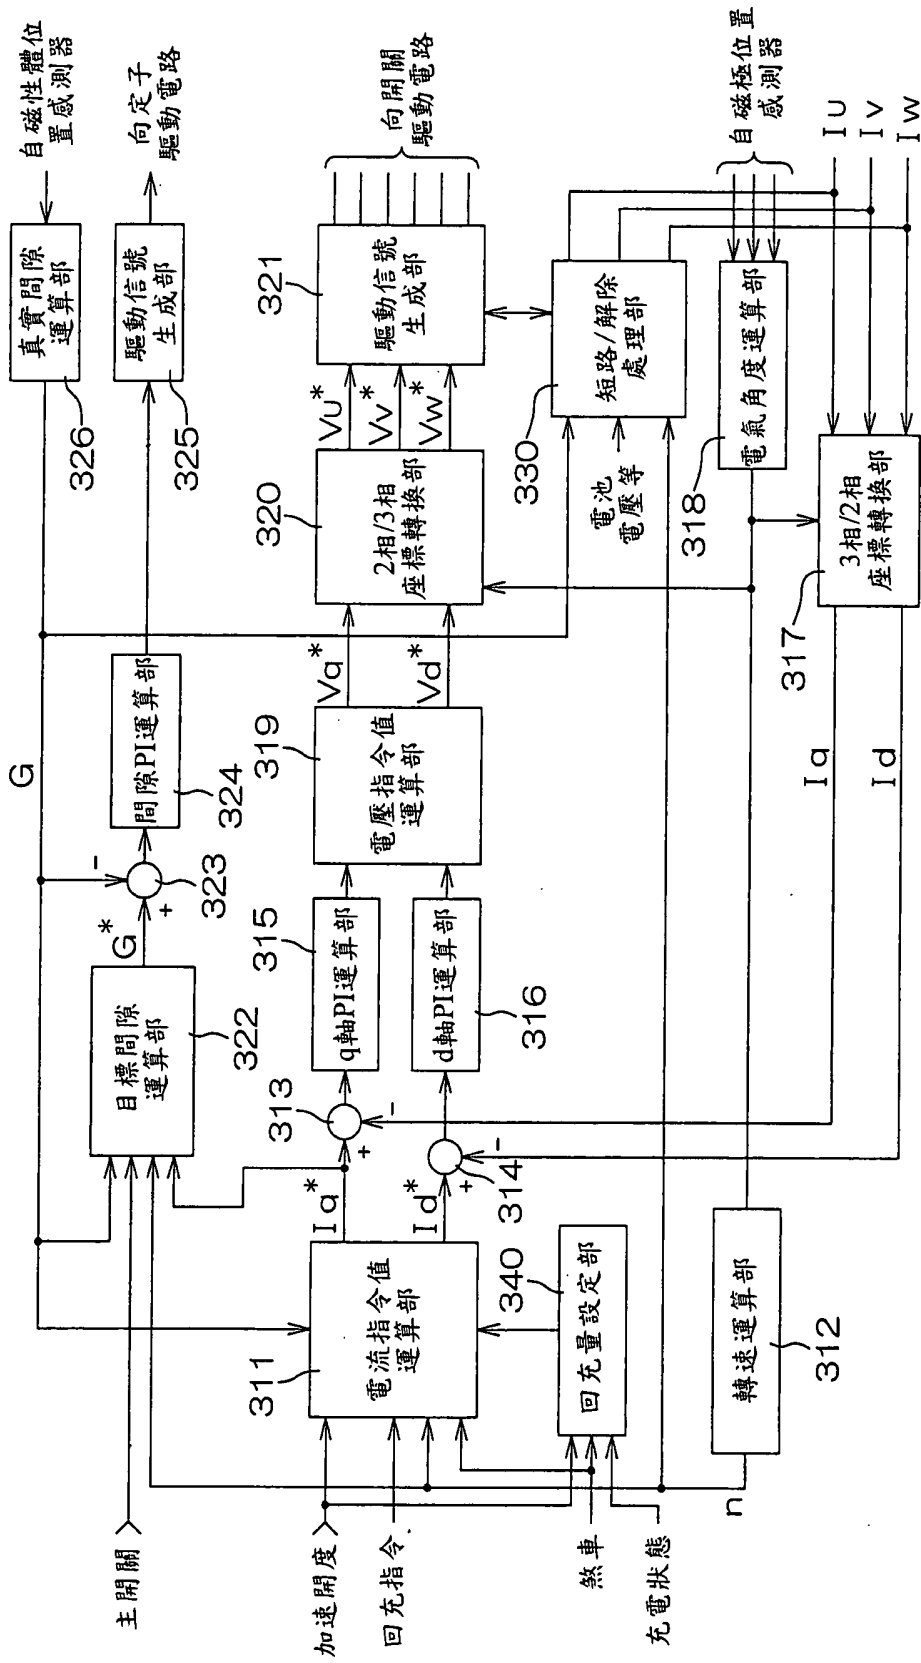 主開關
加速開度
回充指令
煞車
充電狀態
n
轉速運算部
312
回充量設定部
340
電流指令值
運算部
311
Iq*
Id*
目標間隙
運算部
322
G*
+
-
323
間隙PI運算部
324
G
真實間隙
運算部
326
自磁性體位
置感測器
驅動信號
生成部
325
向定子
驅動電路
+
-
313
q軸PI運算部
315
+
-
314
d軸PI運算部
316
電壓指令值
運算部
319
Vq*
Vd*
2相/3相
座標轉換部
320
Vu*
Vv*
Vw*
驅動信號
生成部
321
向開關
驅動電路
短路/解除
處理部
330
電池
電壓等
電氣角度運算部
318
自磁極位置
感測器
3相/2相
座標轉換部
317
Iq
Id
Iu
Iv
Iw